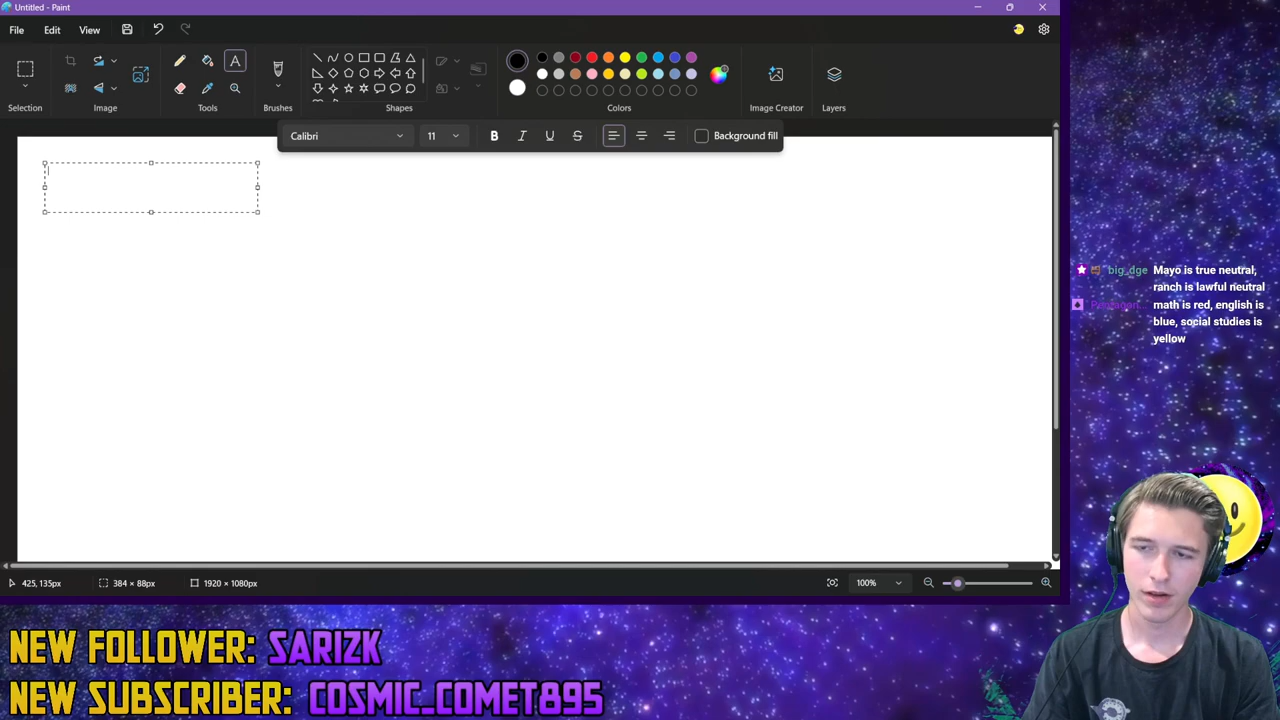 Untitled - Paint
File Edit View
Selection Image Tools Brushes Shapes Colors Image Creator Layers
Calibri 11 B I U S Background fill
big_dge Mayo is true neutral,
ranch is lawful neutral
math is red, english is
blue, social studies is
yellow
425, 135px 384 × 88px 1920 × 1080px 100%
NEW FOLLOWER: SARIZK
NEW SUBSCRIBER: COSMIC_COMET895